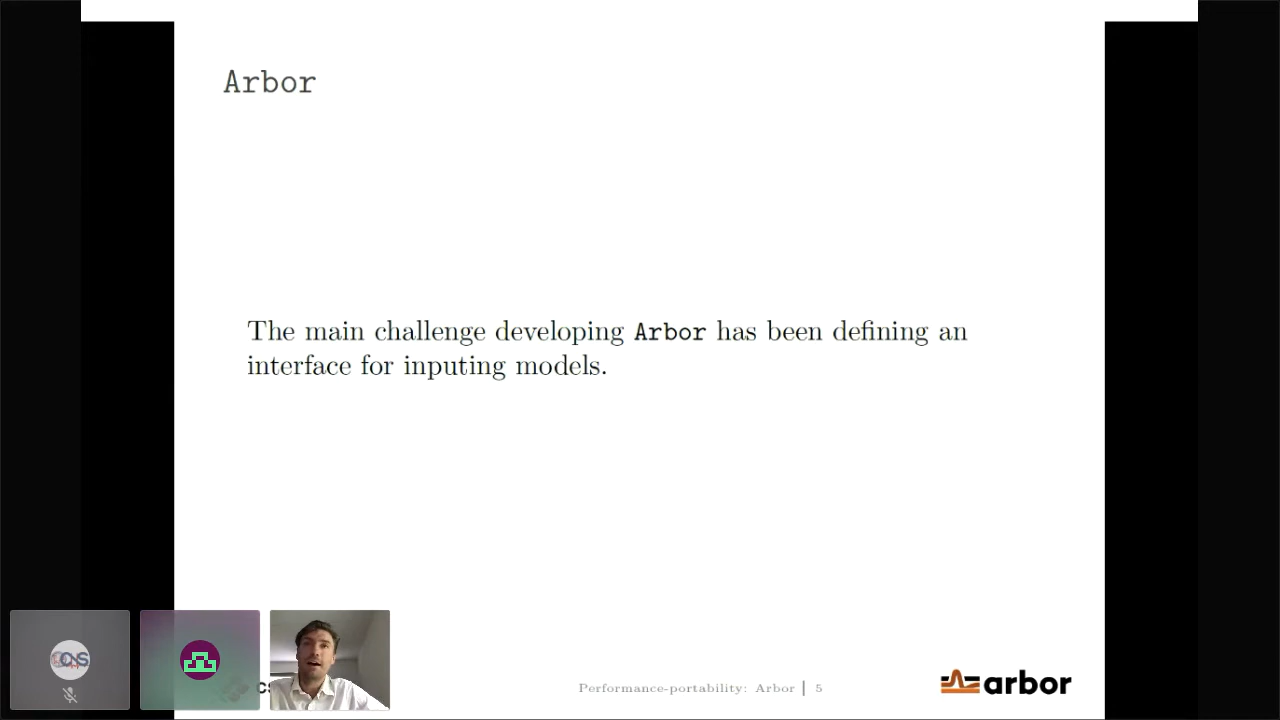 Arbor
The main challenge developing Arbor has been defining an
interface for inputing models.
Performance-portability: Arbor | 5
arbor